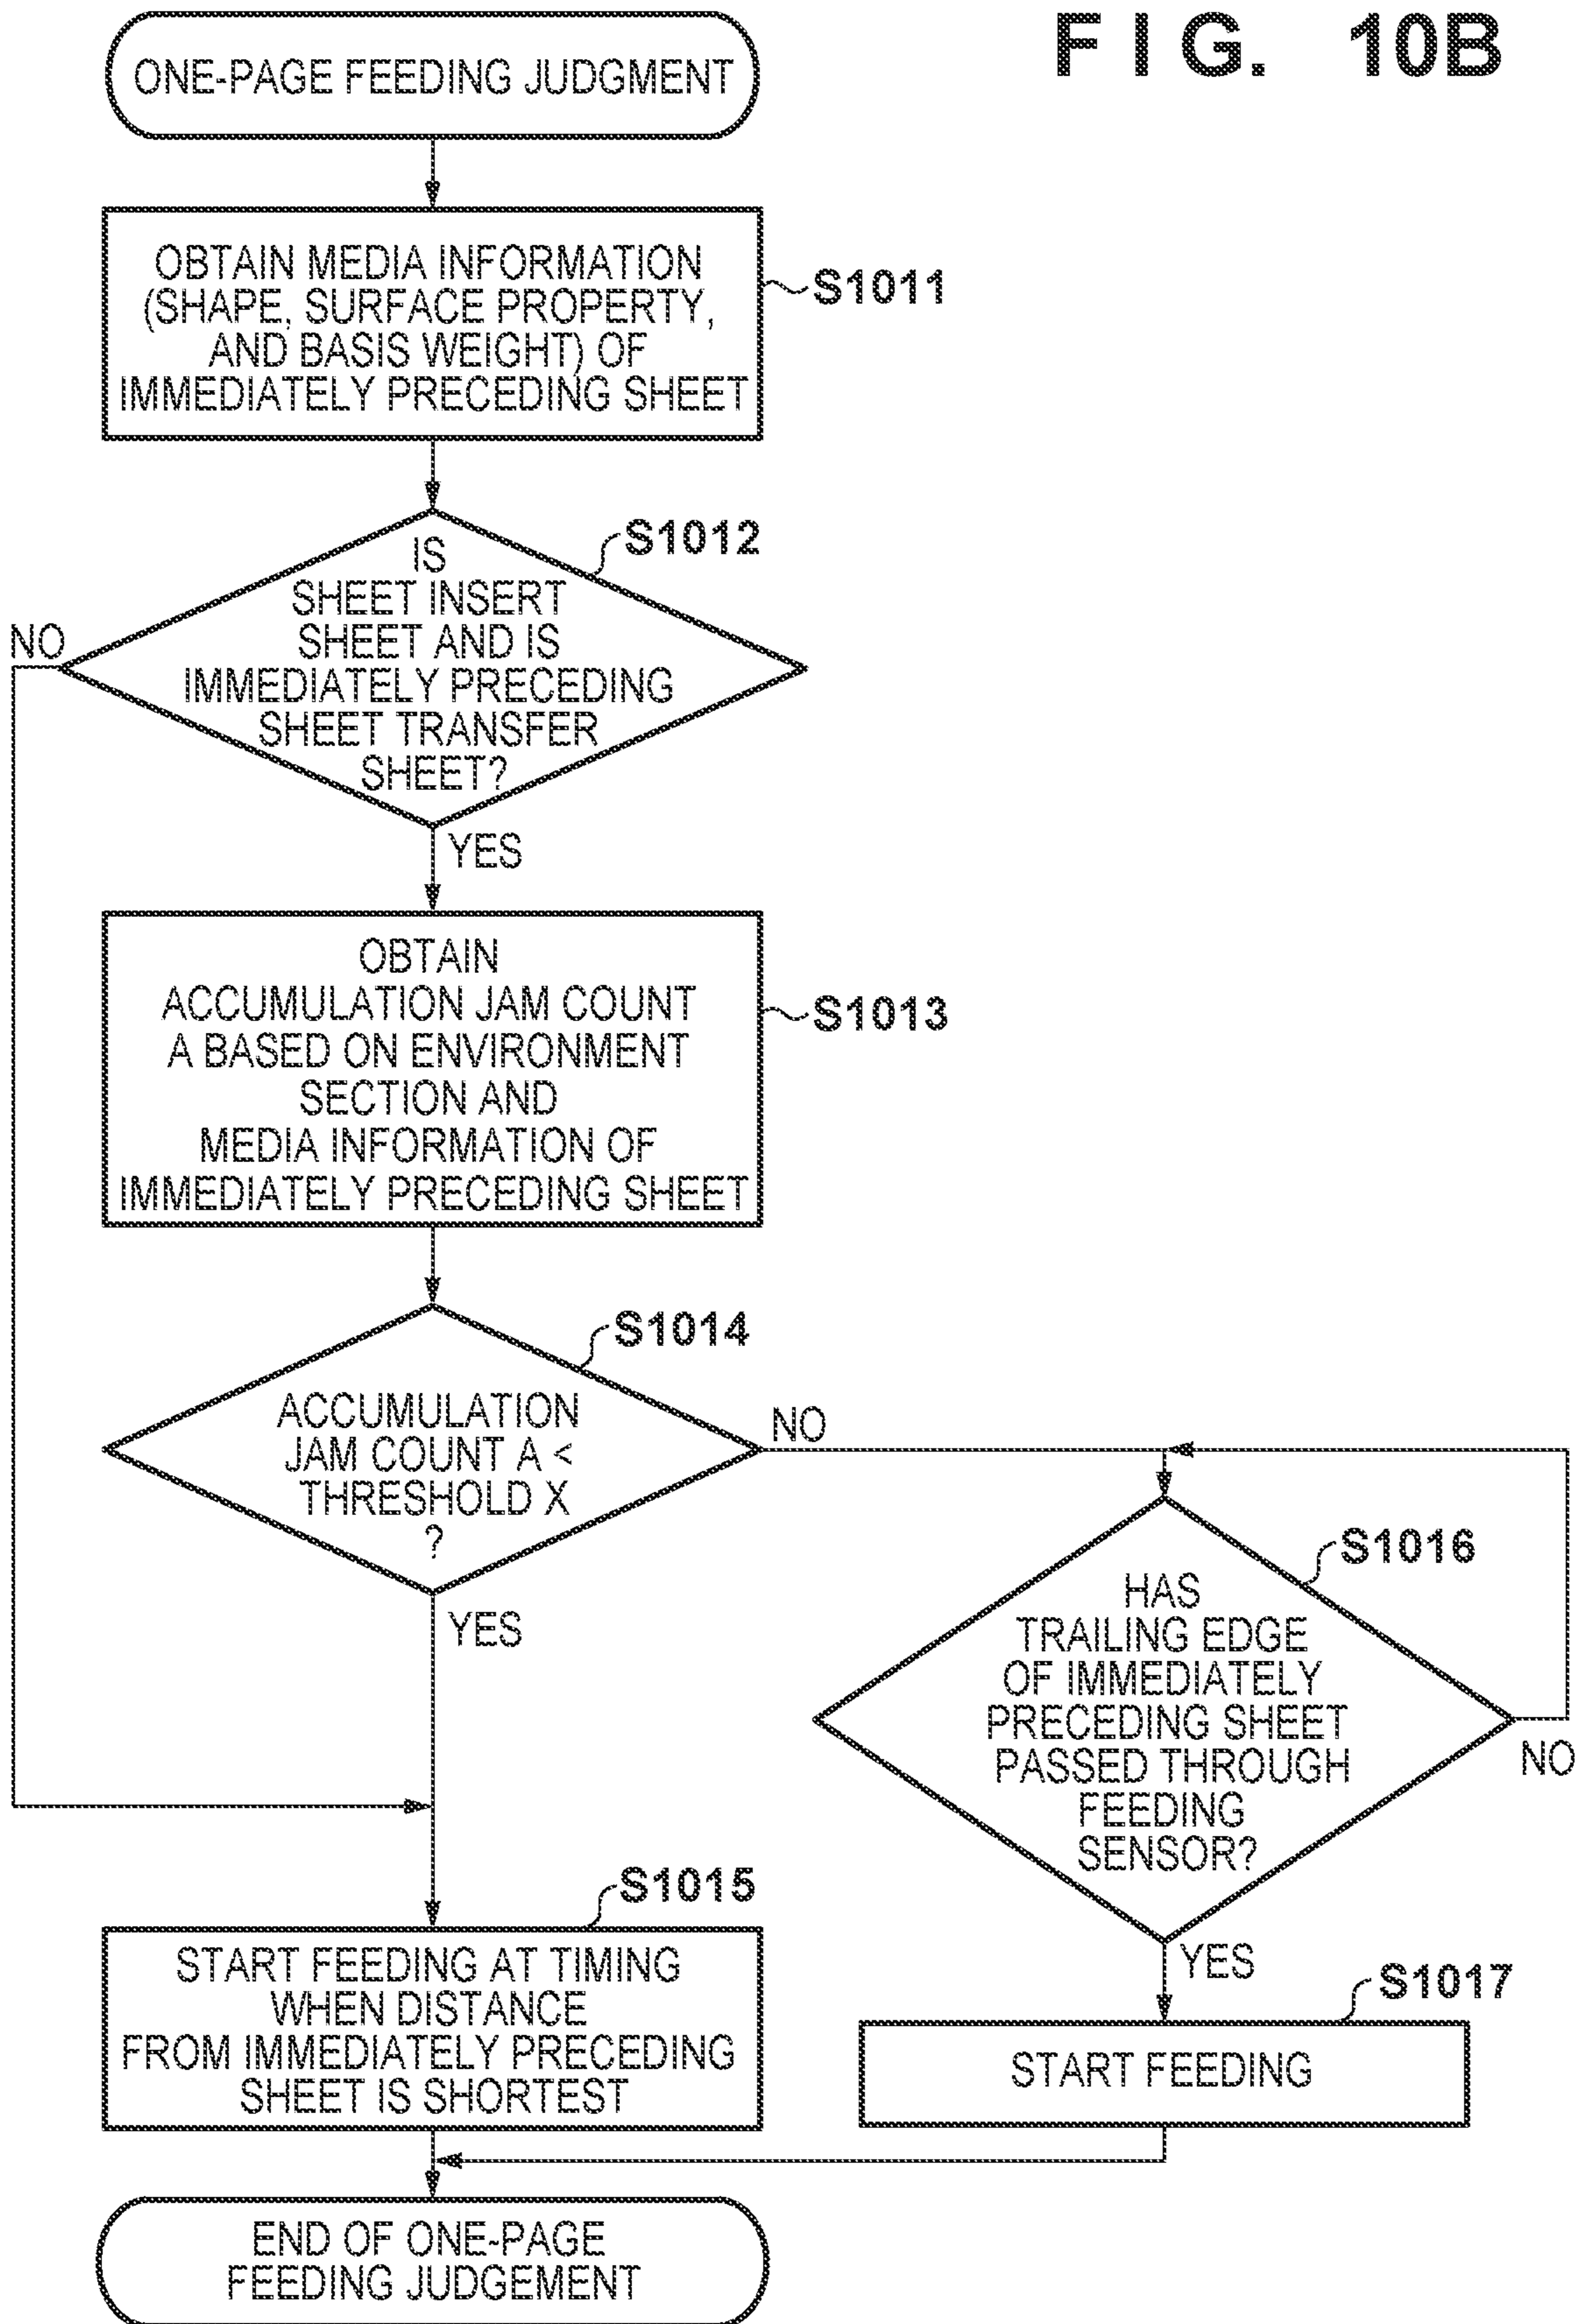 FIG. 10B
ONE-PAGE FEEDING JUDGMENT
OBTAIN MEDIA INFORMATION
(SHAPE, SURFACE PROPERTY,
AND BASIS WEIGHT) OF
IMMEDIATELY PRECEDING SHEET
S1011
S1012
IS
SHEET INSERT
SHEET AND IS
IMMEDIATELY PRECEDING
SHEET TRANSFER
SHEET?
NO
YES
OBTAIN
ACCUMULATION JAM COUNT
A BASED ON ENVIRONMENT
SECTION AND
MEDIA INFORMATION OF
IMMEDIATELY PRECEDING SHEET
S1013
S1014
ACCUMULATION
JAM COUNT A <
THRESHOLD X
?
NO
YES
S1016
HAS
TRAILING EDGE
OF IMMEDIATELY
PRECEDING SHEET
PASSED THROUGH
FEEDING
SENSOR?
NO
YES
S1015
START FEEDING AT TIMING
WHEN DISTANCE
FROM IMMEDIATELY PRECEDING
SHEET IS SHORTEST
S1017
START FEEDING
END OF ONE-PAGE
FEEDING JUDGEMENT